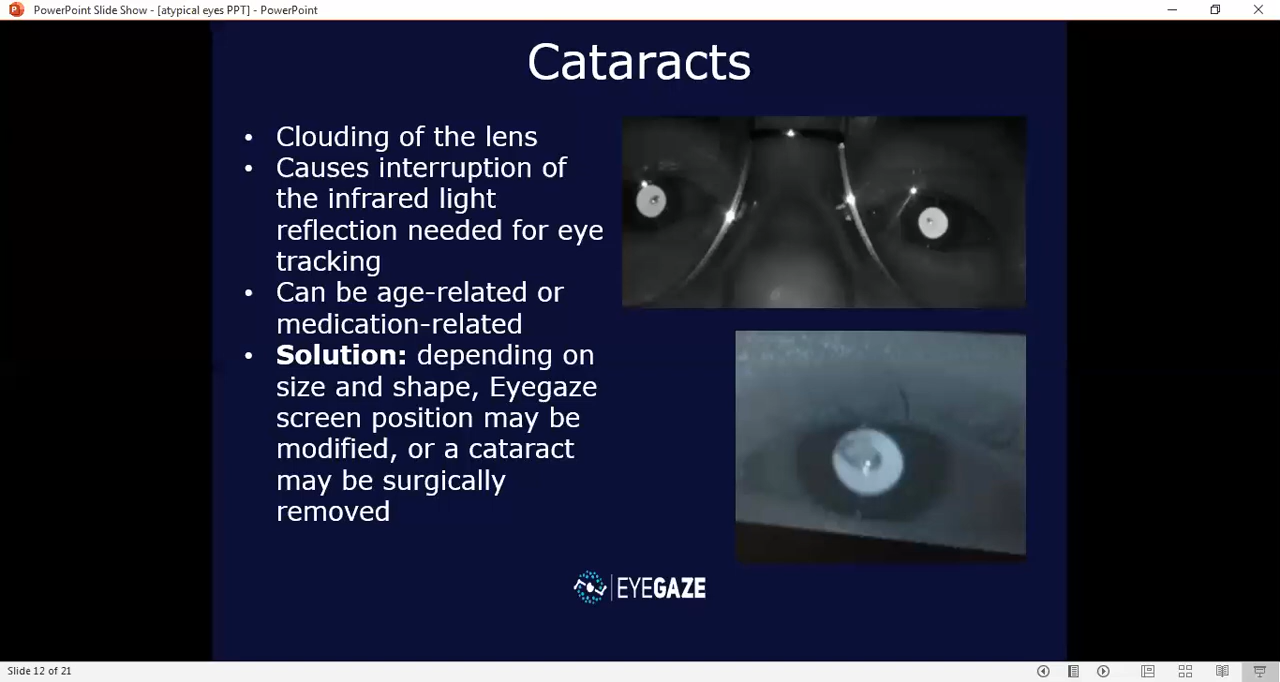 PowerPoint Slide Show - [atypical eyes PPT] - PowerPoint
Cataracts
• Clouding of the lens
• Causes interruption of
the infrared light
reflection needed for eye
tracking
• Can be age-related or
medication-related
• Solution: depending on
size and shape, Eyegaze
screen position may be
modified, or a cataract
may be surgically
removed
EYEGAZE
Slide 12 of 21